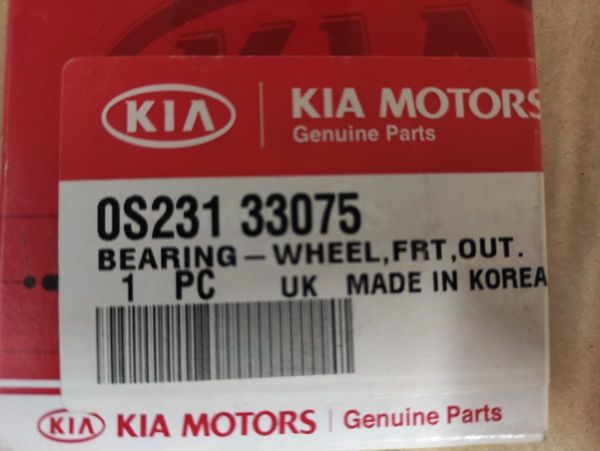 KIA
KIA
KIA MOTORS
Genuine Parts
0S231 33075
BEARING-WHEEL,FRT,OUT.
1 PC UK MADE IN KOREA
KIA
KIA MOTORS
Genuine Parts